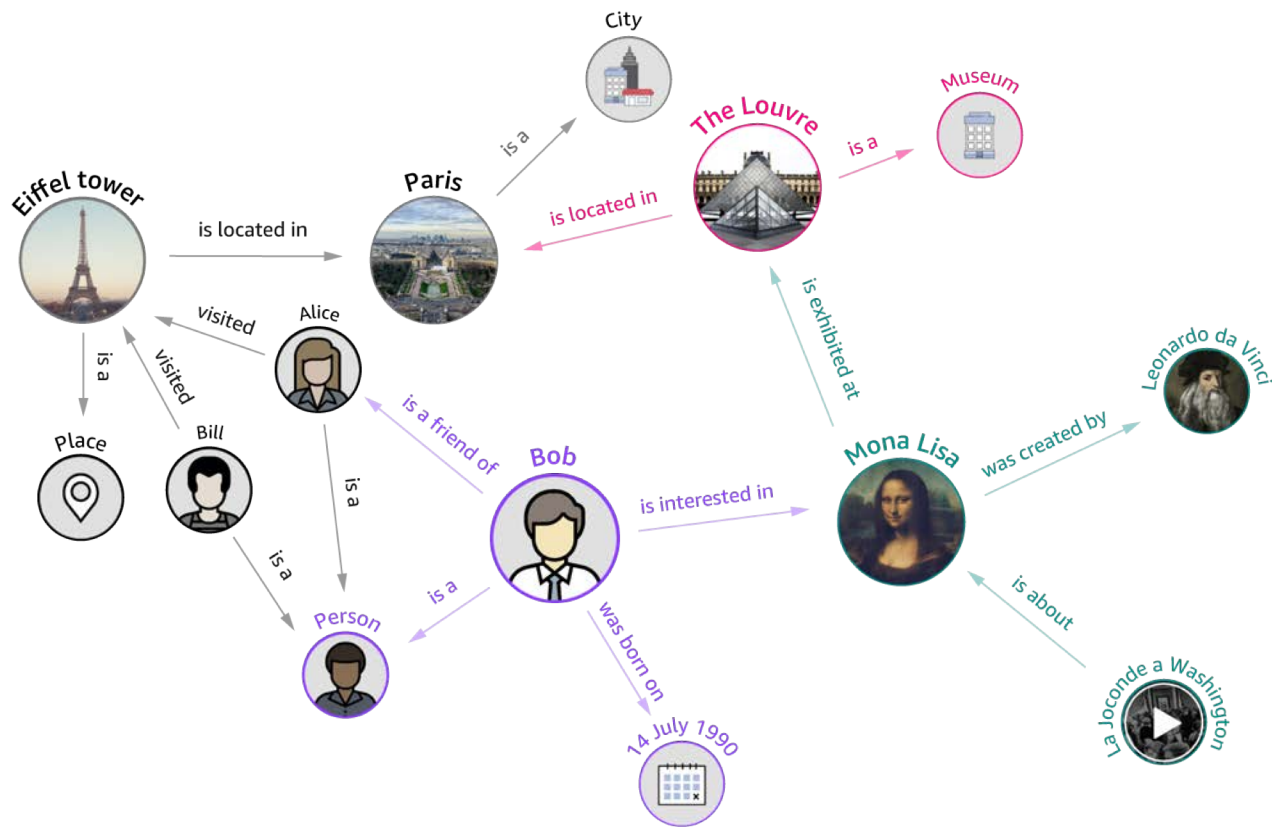 City
The Louvre
Museum
is a
is a
Eiffel tower
Paris
is located in
is located in
visited
Alice
is exhibited at
Leonardo da Vinci
is a
visited
is a friend of
Place
Bill
Bob
Mona Lisa
was created by
is a
is interested in
is a
is a
is about
Person
was born on
La Joconde a Washington
14 July 1990